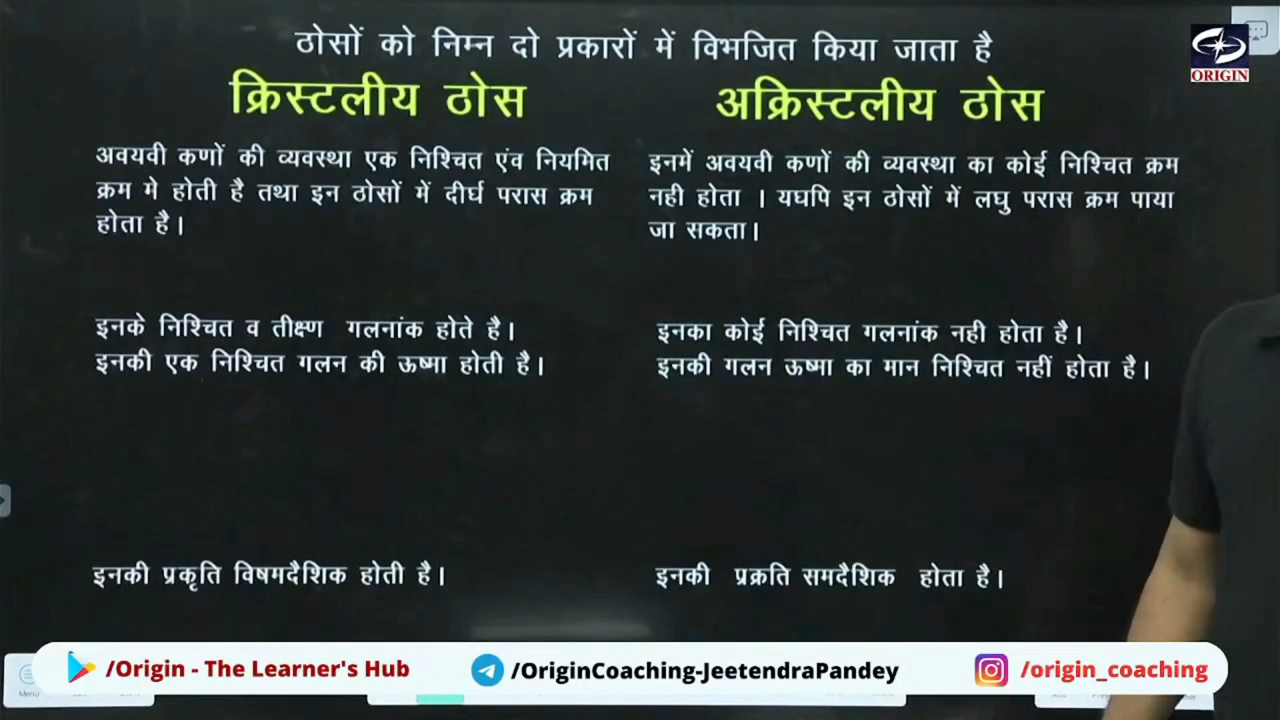 ठोसों को निम्न दो प्रकारों में विभजित किया जाता है
ORIGIN
क्रिस्टलीय ठोस
अवयवी कणों की व्यवस्था एक निश्चित एंव नियमित
क्रम मे होती है तथा इन ठोसों में दीर्घ परास क्रम
होता है।
इनके निश्चित व तीक्ष्ण गलनांक होते है।
इनकी एक निश्चित गलन की ऊष्मा होती है।
इनकी प्रकृति विषमदैशिक होती है।
अक्रिस्टलीय ठोस
इनमें अवयवी कणों की व्यवस्था का कोई निश्चित क्रम
नही होता । यघपि इन ठोसों में लघु परास क्रम पाया
जा सकता।
इनका कोई निश्चित गलनांक नही होता है।
इनकी गलन ऊष्मा का मान निश्चित नहीं होता है।
इनकी प्रक्रति समदैशिक होता है।
/Origin - The Learner's Hub
/OriginCoaching-JeetendraPandey
/origin_coaching
Menu